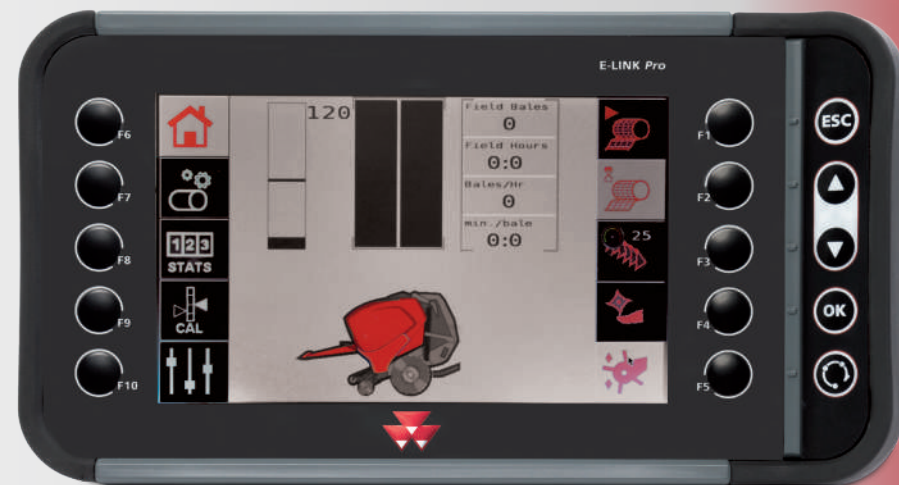 E-LINK Pro
F6
F7
F8
F9
F10
120
Field Bales
0
Field Hours
0:0
Bales/Hr
0
min./bale
0:0
123
STATS
CAL
25
F1
F2
F3
F4
F5
ESC
OK